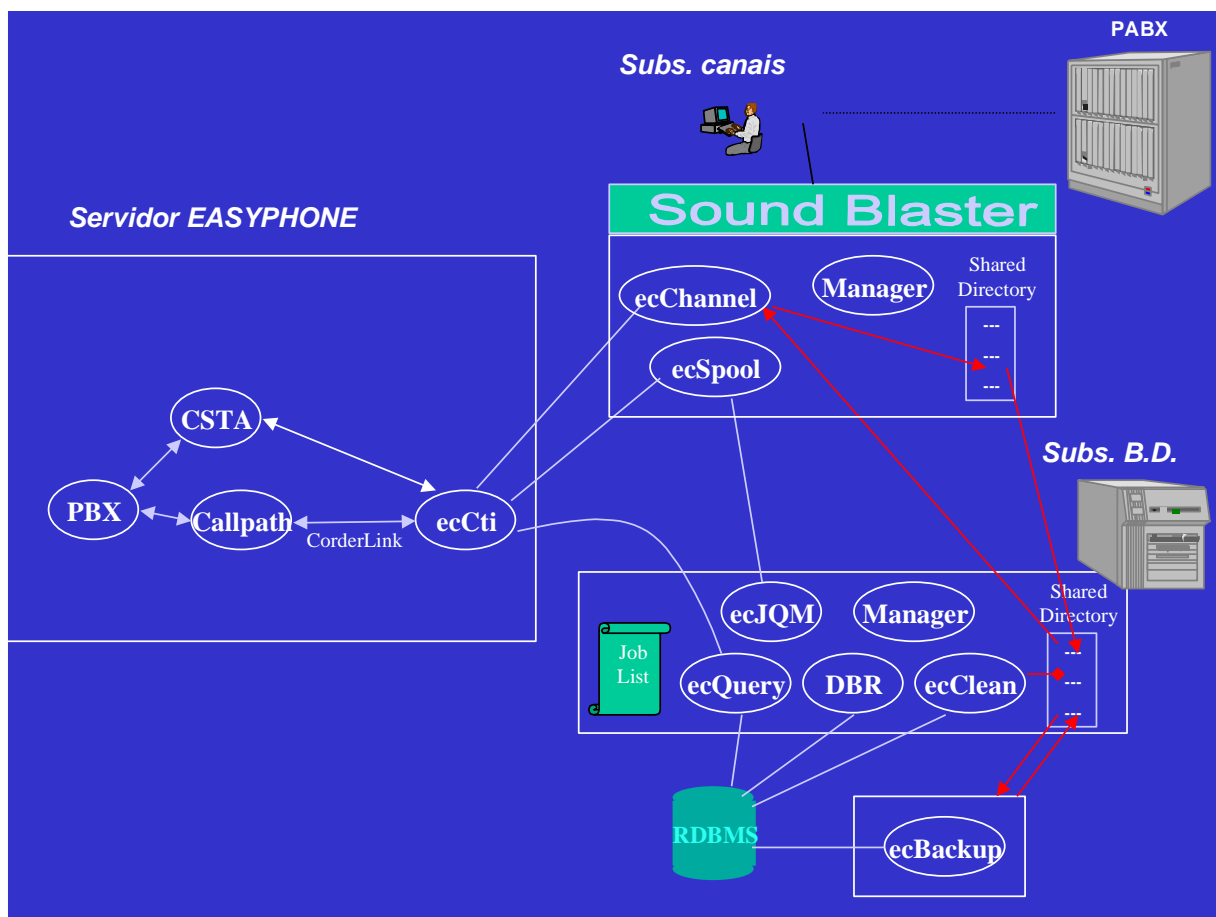 PABX
Subs. canais
Servidor EASYPHONE
Sound Blaster
ecChannel
Manager
Shared
Directory
---
---
---
ecSpool
CSTA
PBX
Callpath
CorderLink
ecCti
Subs. B.D.
ecJQM
Manager
Shared
Directory
---
---
---
Job
List
ecQuery
DBR
ecClean
RDBMS
ecBackup